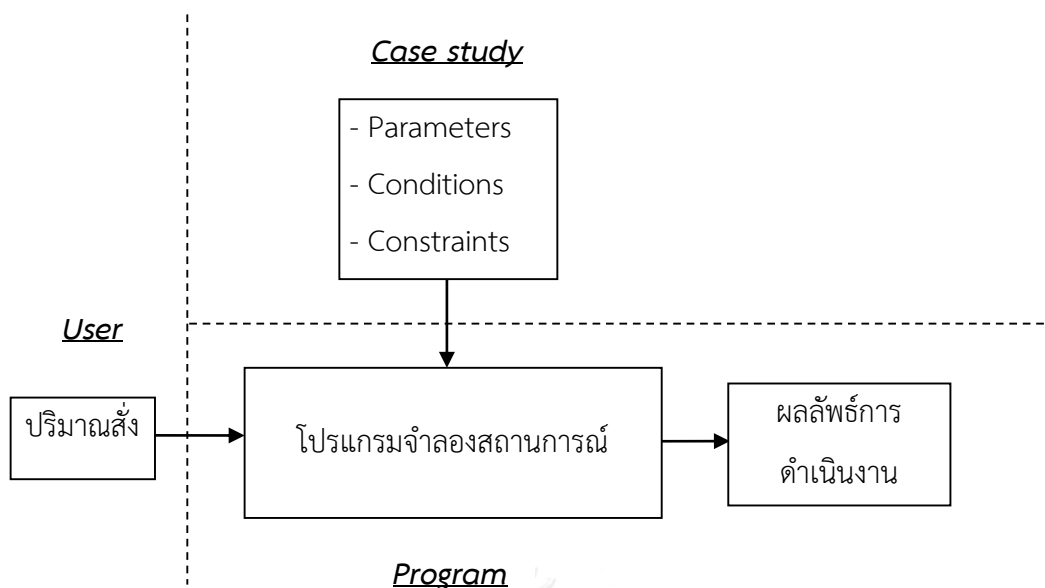 Case study
- Parameters
- Conditions
- Constraints
User
ปริมาณสั่ง
โปรแกรมจำลองสถานการณ์
ผลลัพธ์การ
ดำเนินงาน
Program